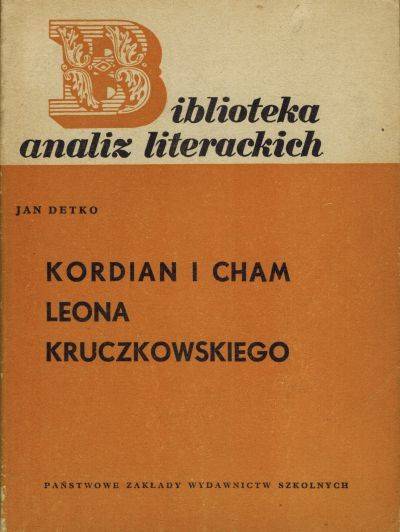 Biblioteka
analiz literackich
JAN DETKO
KORDIAN I CHAM
LEONA
KRUCZKOWSKIEGO
PAŃSTWOWE ZAKŁADY WYDAWNICTW SZKOLNYCH